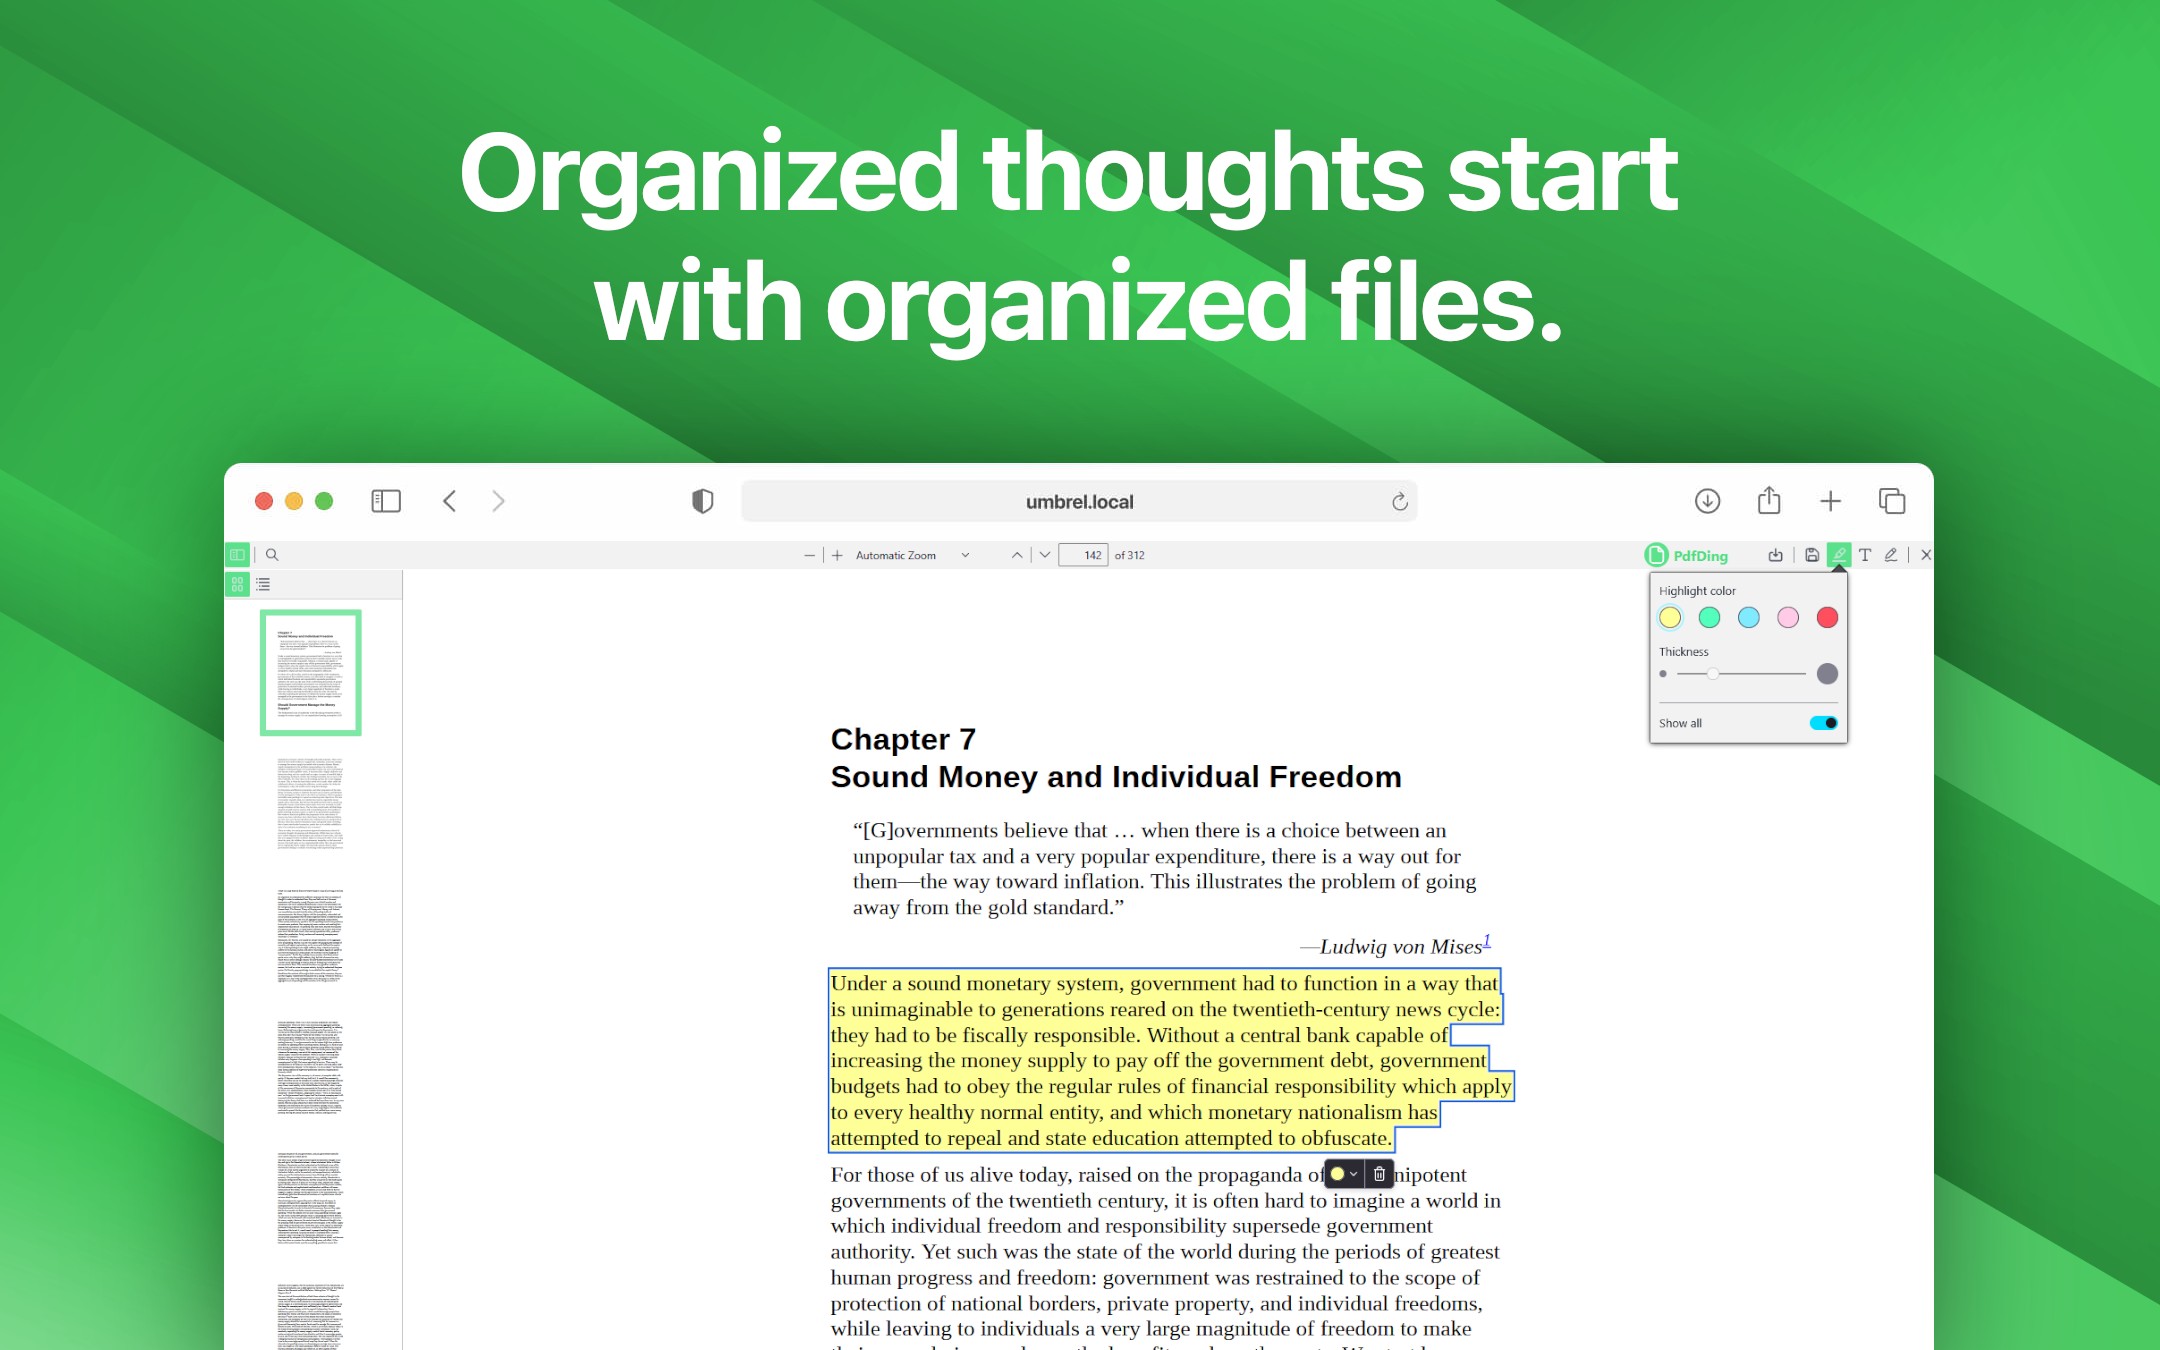 Organized thoughts start
with organized files.
umbrel.local
Automatic Zoom
142 of 312
PdfDing
Highlight color
Thickness
Show all
Chapter 7
Sound Money and Individual Freedom
“[G]overnments believe that … when there is a choice between an
unpopular tax and a very popular expenditure, there is a way out for
them—the way toward inflation. This illustrates the problem of going
away from the gold standard.”
—Ludwig von Mises1
Under a sound monetary system, government had to function in a way that
is unimaginable to generations reared on the twentieth-century news cycle:
they had to be fiscally responsible. Without a central bank capable of
increasing the money supply to pay off the government debt, government
budgets had to obey the regular rules of financial responsibility which apply
to every healthy normal entity, and which monetary nationalism has
attempted to repeal and state education attempted to obfuscate.
For those of us alive today, raised on the propaganda of nipotent
governments of the twentieth century, it is often hard to imagine a world in
which individual freedom and responsibility supersede government
authority. Yet such was the state of the world during the periods of greatest
human progress and freedom: government was restrained to the scope of
protection of national borders, private property, and individual freedoms,
while leaving to individuals a very large magnitude of freedom to make